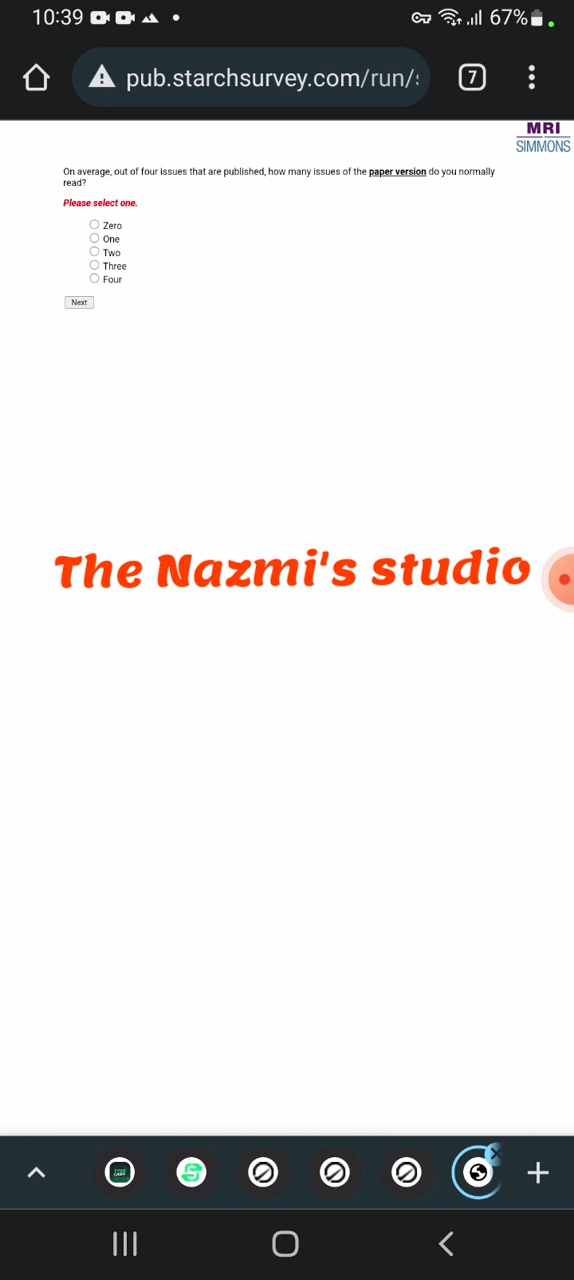 10:39
67%
pub.starchsurvey.com/run/
7
MRI
SIMMONS
On average, out of four issues that are published, how many issues of the paper version do you normally
read?
Please select one.
Zero
One
Two
Three
Four
Next
The Nazmi's studio